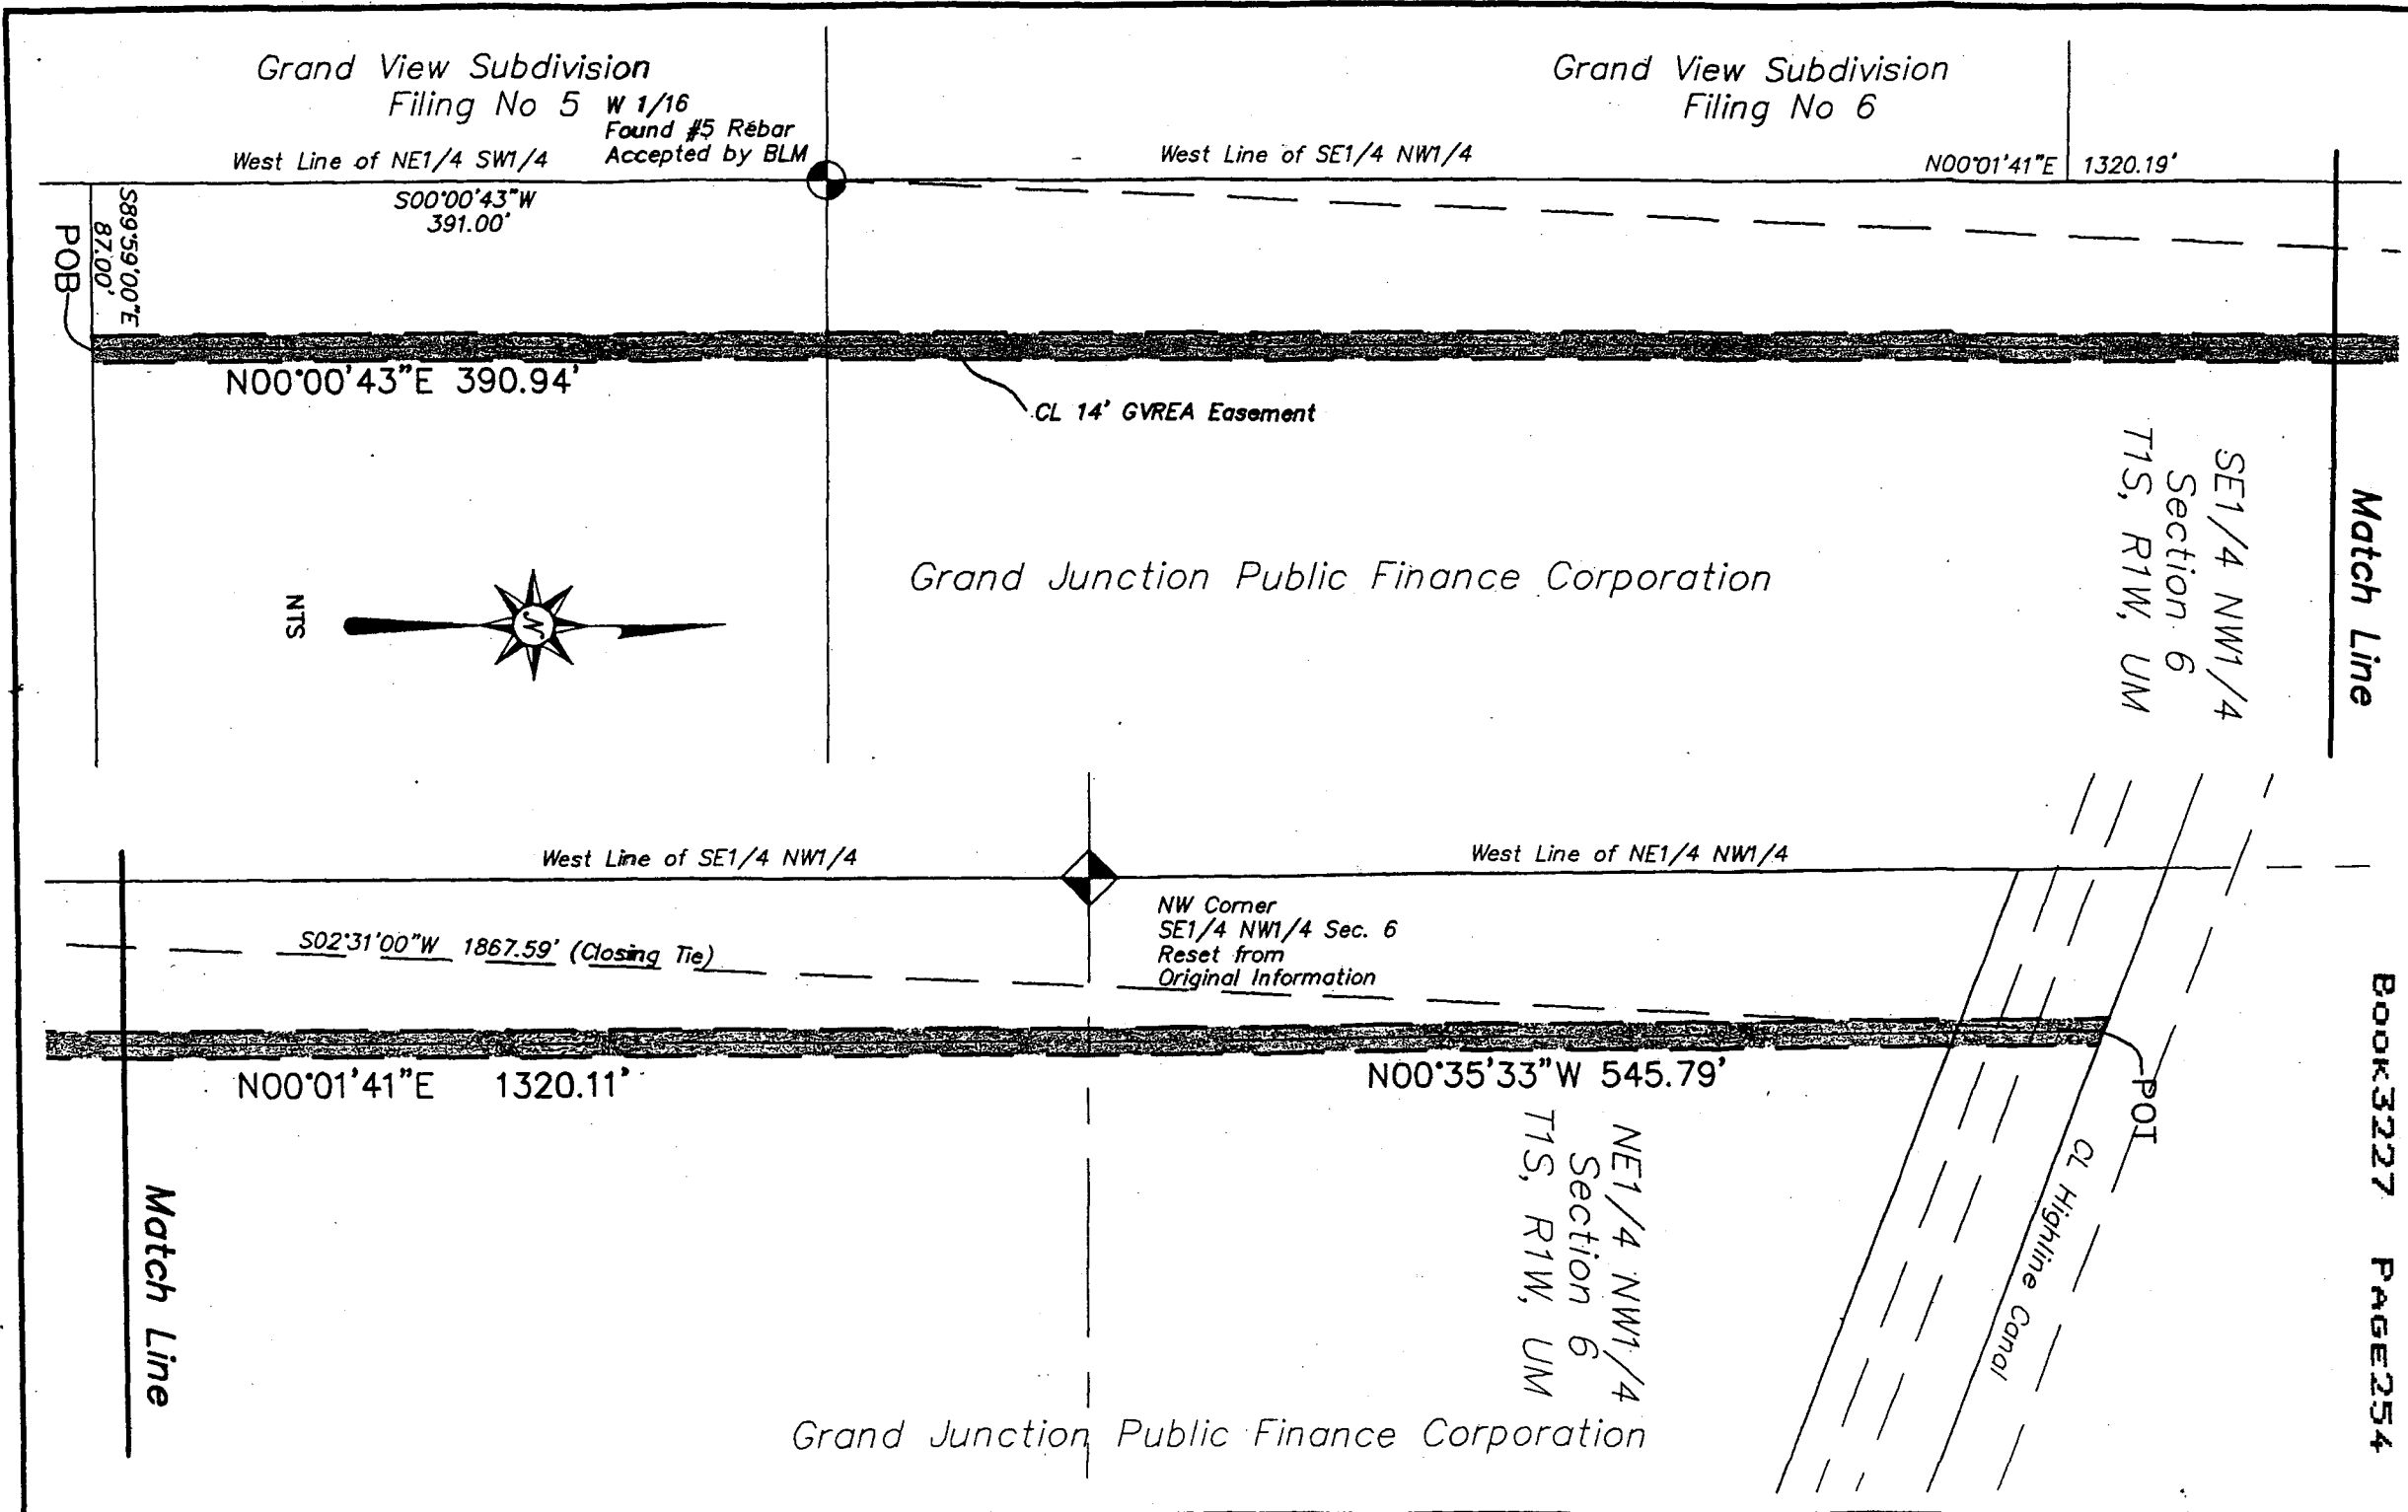 Grand View Subdivision
Filing No 5
W 1/16
Found #5 Rebar
Accepted by BLM
Grand View Subdivision
Filing No 6
West Line of NE1/4 SW1/4
West Line of SE1/4 NW1/4
N00°01'41"E 1320.19'
S00°00'43"W
391.00'
S89°59'00"E
87.00'
POB
N00°00'43"E 390.94'
CL 14' GVREA Easement
SE1/4 NW1/4
Section 6
T1S, R1W, UM
Match Line
Grand Junction Public Finance Corporation
NTS
N
West Line of SE1/4 NW1/4
West Line of NE1/4 NW1/4
NW Corner
SE1/4 NW1/4 Sec. 6
Reset from
Original Information
S02°31'00"W 1867.59' (Closing Tie)
N00°01'41"E 1320.11'
N00°35'33"W 545.79'
POT
CL Highline Canal
NE1/4 NW1/4
Section 6
T1S, R1W, UM
Match Line
Grand Junction Public Finance Corporation
BOOK3227 PAGE254